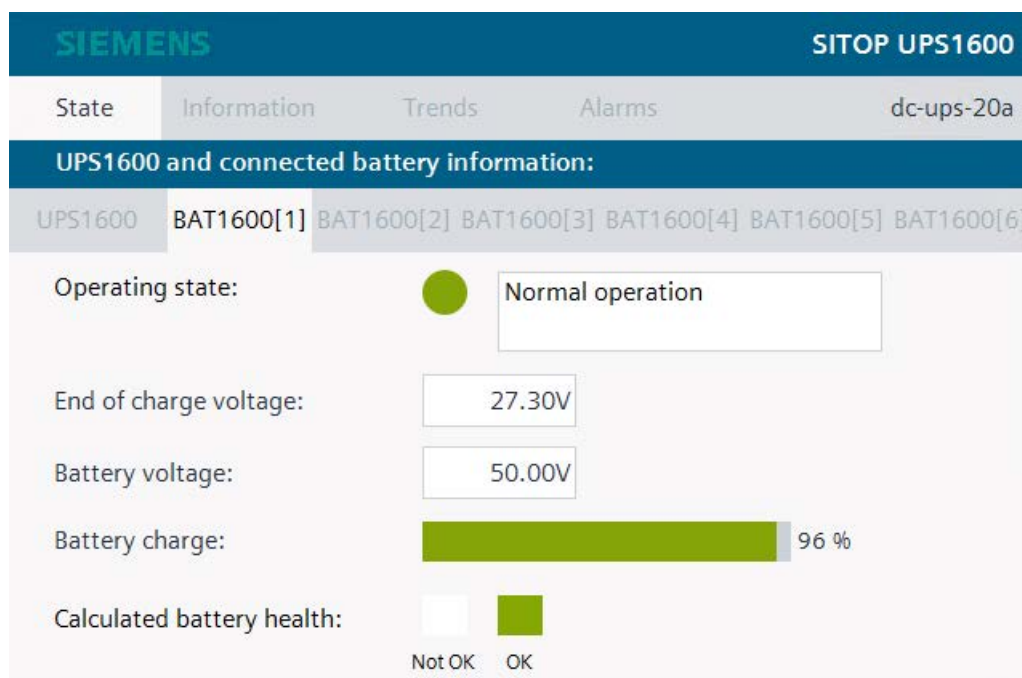 SIEMENS SITOP UPS1600
State Information Trends Alarms dc-ups-20a
UPS1600 and connected battery information:
UPS1600 BAT1600[1] BAT1600[2] BAT1600[3] BAT1600[4] BAT1600[5] BAT1600[6]
Operating state: Normal operation
End of charge voltage: 27.30V
Battery voltage: 50.00V
Battery charge: 96 %
Calculated battery health:
Not OK OK